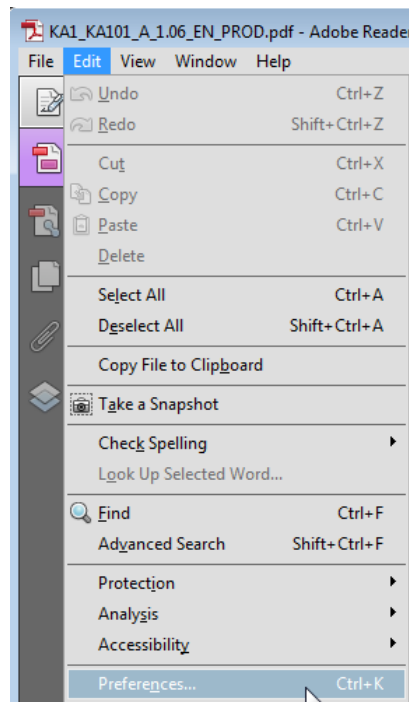 KA1_KA101_A_1.06_EN_PROD.pdf - Adobe Reader
File Edit View Window Help
Undo Ctrl+Z
Redo Shift+Ctrl+Z
Cut Ctrl+X
Copy Ctrl+C
Paste Ctrl+V
Delete
Select All Ctrl+A
Deselect All Shift+Ctrl+A
Copy File to Clipboard
Take a Snapshot
Check Spelling
Look Up Selected Word...
Find Ctrl+F
Advanced Search Shift+Ctrl+F
Protection
Analysis
Accessibility
Preferences... Ctrl+K